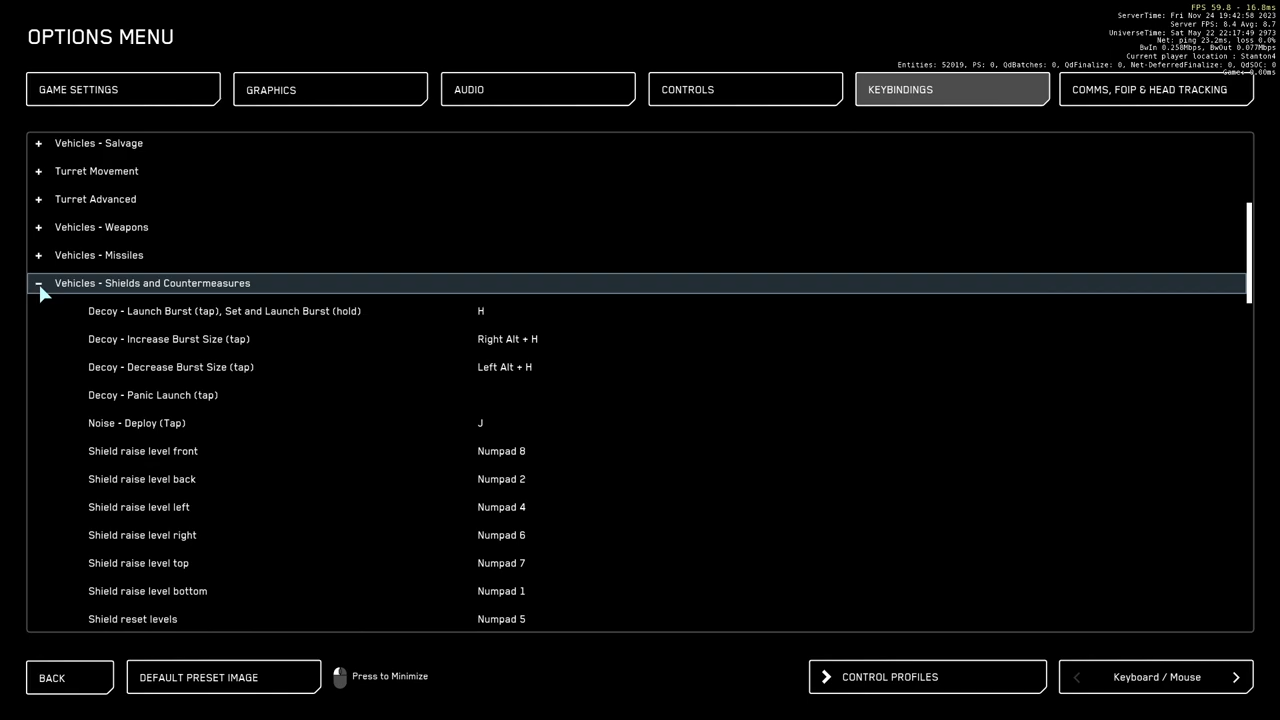 FPS 59.8 - 16.8ms
ServerTime: Fri Nov 24 19:42:58 2023
Server FPS: 8.4 Avg: 8.7
UniverseTime: Sat May 22 22:17:49 2973
Net: ping 23.2ms, loss 0.0%
BwIn 0.258Mbps, BwOut 0.077Mbps
Current player location : Stanton4
Entities: 52019, PS: 0, QdBatches: 0, QdFinalize: 0, Net-DeferredFinalize: 0, QdSOC: 0
OPTIONS MENU
GAME SETTINGS
GRAPHICS
AUDIO
CONTROLS
KEYBINDINGS
COMMS, FOIP & HEAD TRACKING
+ Vehicles - Salvage
+ Turret Movement
+ Turret Advanced
+ Vehicles - Weapons
+ Vehicles - Missiles
- Vehicles - Shields and Countermeasures
Decoy - Launch Burst (tap), Set and Launch Burst (hold) H
Decoy - Increase Burst Size (tap) Right Alt + H
Decoy - Decrease Burst Size (tap) Left Alt + H
Decoy - Panic Launch (tap)
Noise - Deploy (Tap) J
Shield raise level front Numpad 8
Shield raise level back Numpad 2
Shield raise level left Numpad 4
Shield raise level right Numpad 6
Shield raise level top Numpad 7
Shield raise level bottom Numpad 1
Shield reset levels Numpad 5
BACK
DEFAULT PRESET IMAGE
Press to Minimize
CONTROL PROFILES
Keyboard / Mouse